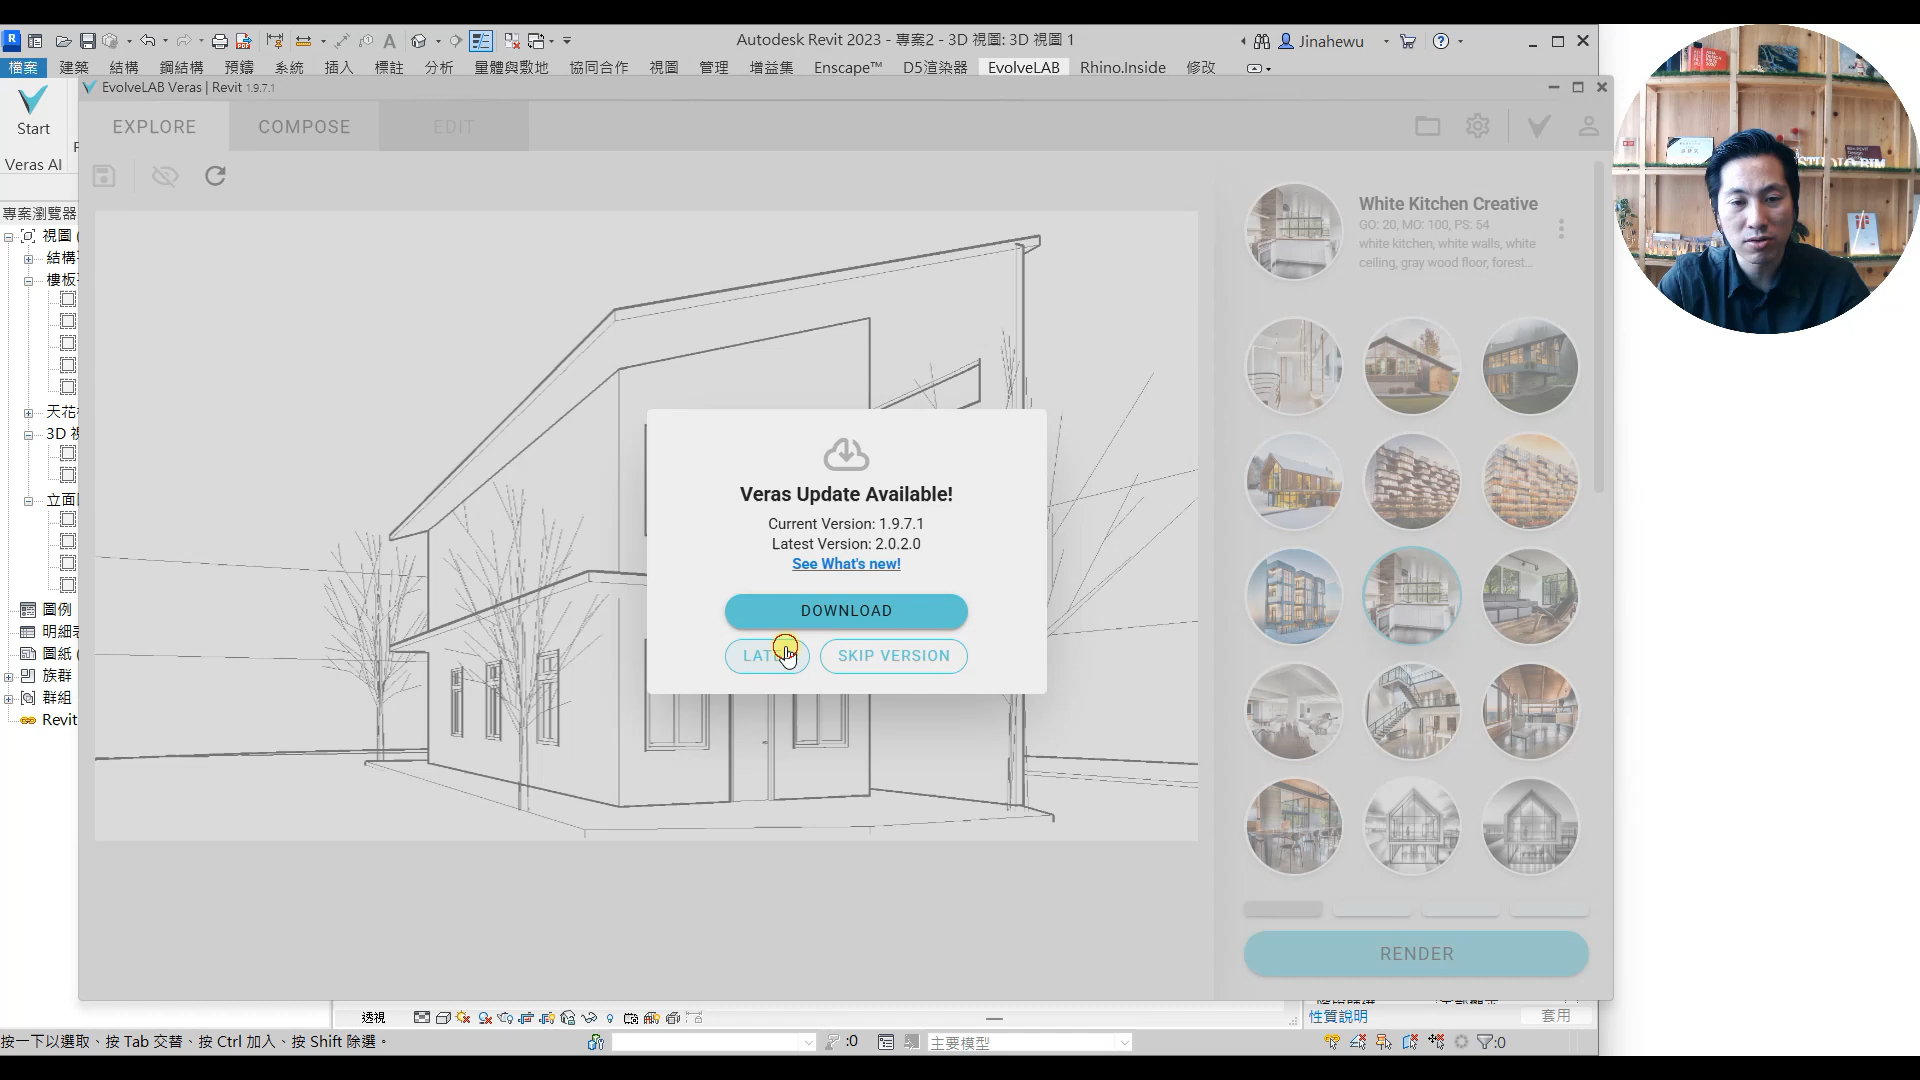 Autodesk Revit 2023 - 專案2 - 3D 視圖: 3D 視圖 1
Jinahewu
檔案 建築 結構 鋼結構 預鑄 系統 插入 標註 分析 量體與敷地 協同合作 視圖 管理 增益集 Enscape™ D5渲染器 EvolveLAB Rhino.Inside 修改
EvolveLAB Veras | Revit 1.9.7.1
Start
Veras AI
EXPLORE
COMPOSE
EDIT
專案瀏覽器
視圖 (
結構
樓板
天花
3D 視
立面
圖例
明細表
圖紙 (
族群
群組
Revit
White Kitchen Creative
GO: 20, MO: 100, PS: 54
white kitchen, white walls, white
ceiling, gray wood floor, forest...
Veras Update Available!
Current Version: 1.9.7.1
Latest Version: 2.0.2.0
See What's new!
DOWNLOAD
LATE
SKIP VERSION
RENDER
透視
性質說明
套用
按一下以選取、按 Tab 交替、按 Ctrl 加入、按 Shift 除選。
:0
主要模型
:0